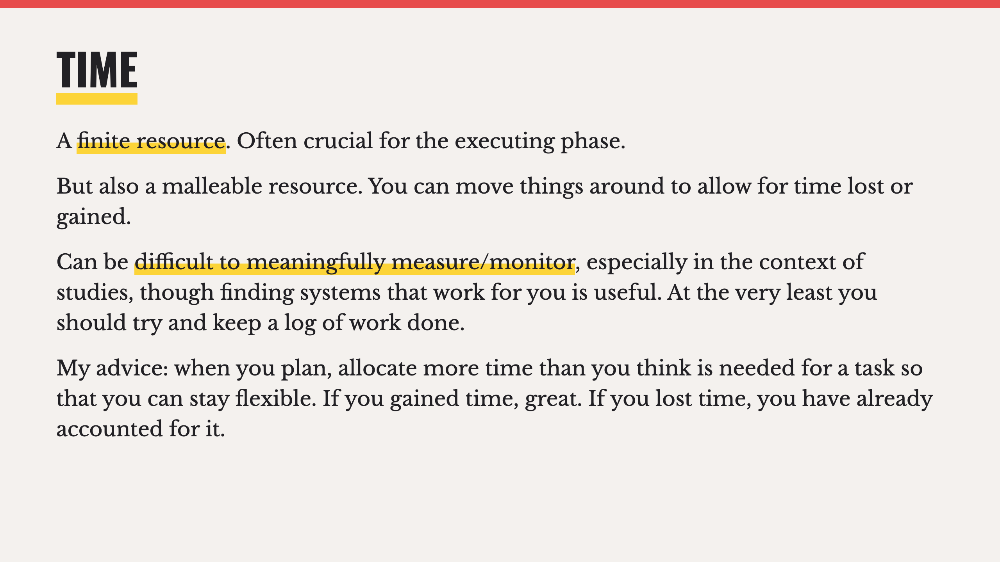 TIME
A finite resource. Often crucial for the executing phase.
But also a malleable resource. You can move things around to allow for time lost or
gained.
Can be difficult to meaningfully measure/monitor, especially in the context of
studies, though finding systems that work for you is useful. At the very least you
should try and keep a log of work done.
My advice: when you plan, allocate more time than you think is needed for a task so
that you can stay flexible. If you gained time, great. If you lost time, you have already
accounted for it.